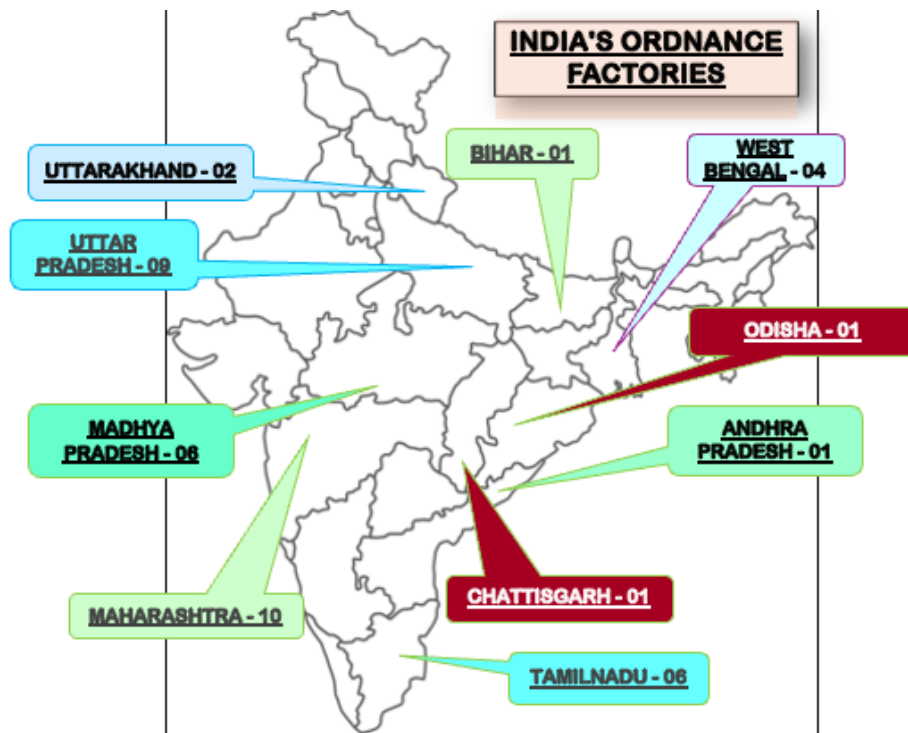 INDIA'S ORDNANCE
FACTORIES
BIHAR - 01
WEST
BENGAL - 04
UTTARAKHAND - 02
UTTAR
PRADESH - 09
ODISHA - 01
MADHYA
PRADESH - 06
ANDHRA
PRADESH - 01
CHATTISGARH - 01
MAHARASHTRA - 10
TAMILNADU - 06